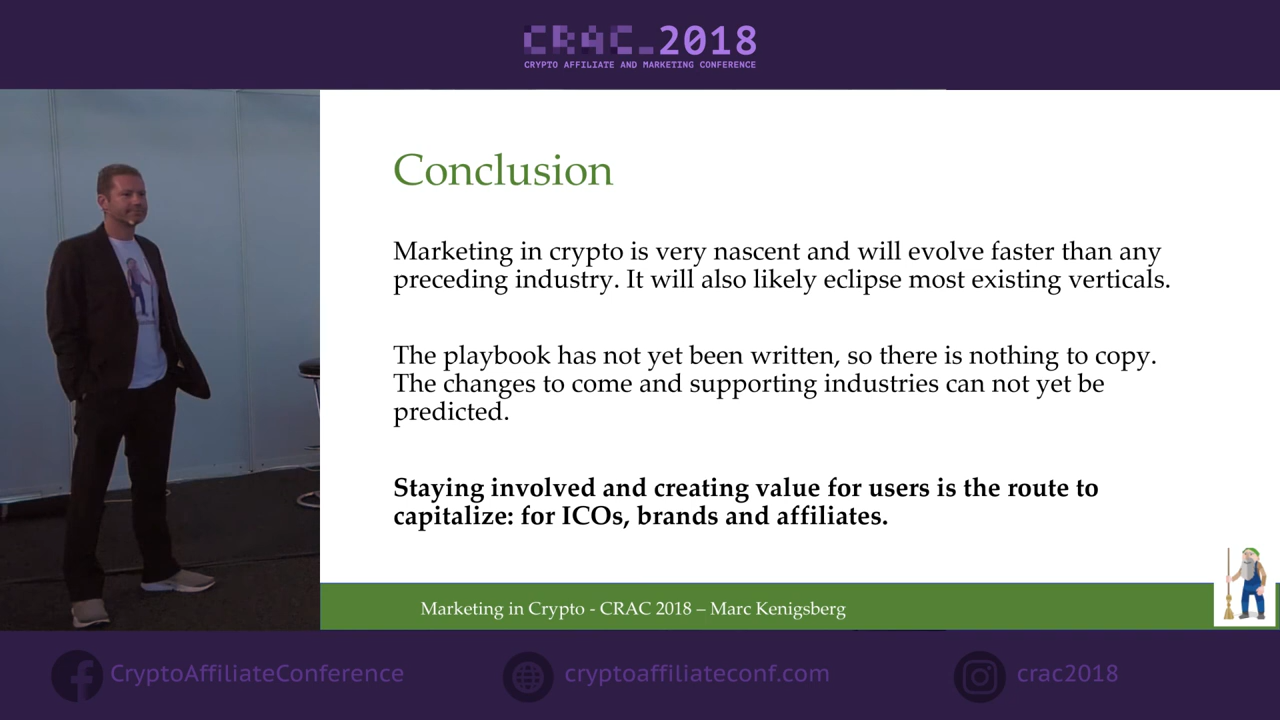 CRAC_2018
CRYPTO AFFILIATE AND MARKETING CONFERENCE
Conclusion
Marketing in crypto is very nascent and will evolve faster than any
preceding industry. It will also likely eclipse most existing verticals.
The playbook has not yet been written, so there is nothing to copy.
The changes to come and supporting industries can not yet be
predicted.
Staying involved and creating value for users is the route to
capitalize: for ICOs, brands and affiliates.
Marketing in Crypto - CRAC 2018 – Marc Kenigsberg
CryptoAffiliateConference
cryptoaffiliateconf.com
crac2018